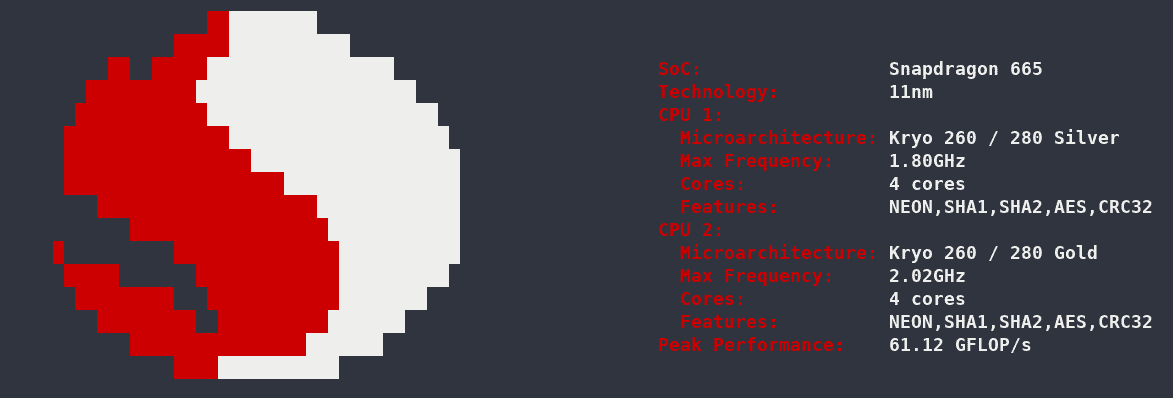 SoC: Snapdragon 665
Technology: 11nm
CPU 1:
Microarchitecture: Kryo 260 / 280 Silver
Max Frequency: 1.80GHz
Cores: 4 cores
Features: NEON,SHA1,SHA2,AES,CRC32
CPU 2:
Microarchitecture: Kryo 260 / 280 Gold
Max Frequency: 2.02GHz
Cores: 4 cores
Features: NEON,SHA1,SHA2,AES,CRC32
Peak Performance: 61.12 GFLOP/s